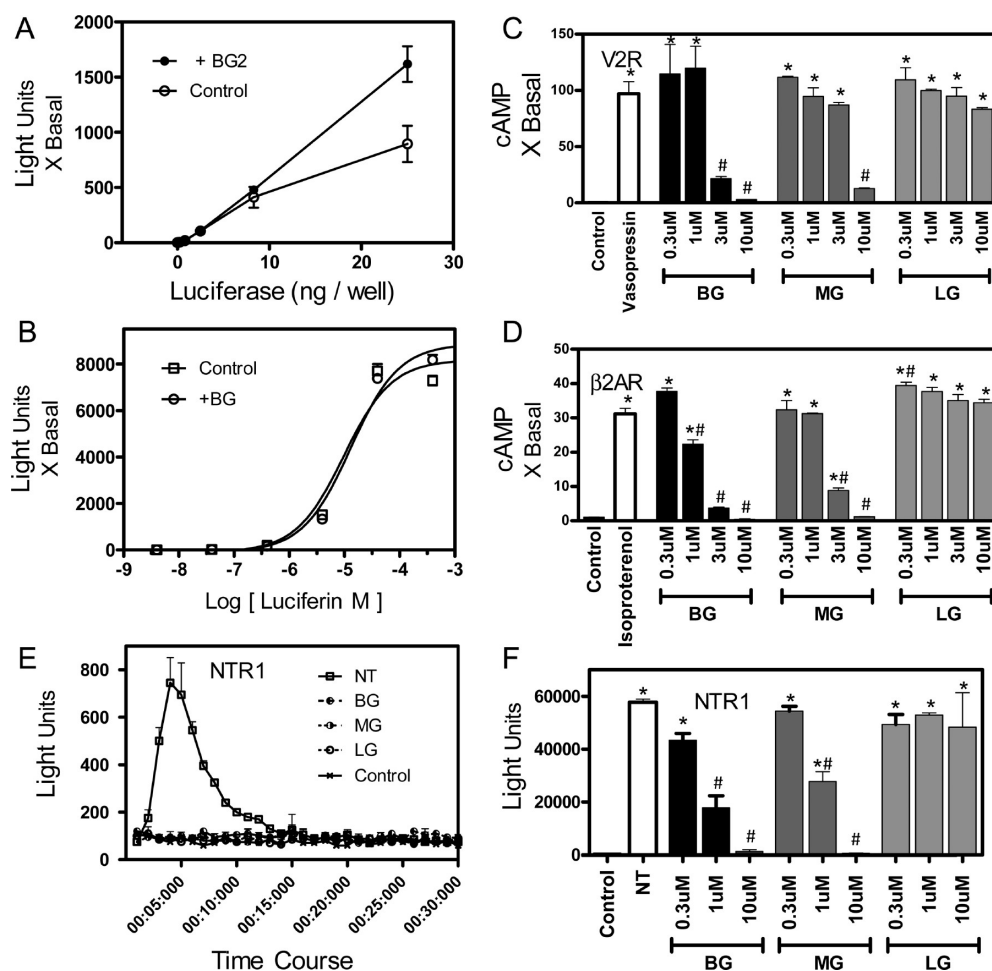 A
Light Units
X Basal
2000
1500
1000
500
0
+ BG2
Control
0 10 20 30
Luciferase (ng / well)
B
Light Units
X Basal
8000
6000
4000
2000
0
Control
+BG
-9 -8 -7 -6 -5 -4 -3
Log [ Luciferin M ]
C
cAMP
X Basal
150
100
50
0
V2R
* * * * * * # # * * * # * * * *
Control
Vasopressin
0.3uM 1uM 3uM 10uM
BG
0.3uM 1uM 3uM 10uM
MG
0.3uM 1uM 3uM 10uM
LG
D
cAMP
X Basal
50
40
30
20
10
0
β2AR
* * *# # # * * *# # *# * * *
Control
Isoproterenol
0.3uM 1uM 3uM 10uM
BG
0.3uM 1uM 3uM 10uM
MG
0.3uM 1uM 3uM 10uM
LG
E
Light Units
800
600
400
200
0
NTR1
NT
BG
MG
LG
Control
00:05:000 00:10:000 00:15:000 00:20:000 00:25:000 00:30:000
Time Course
F
Light Units
60000
40000
20000
0
NTR1
* * # # * *# # * * *
Control
NT
0.3uM 1uM 10uM
BG
0.3uM 1uM 10uM
MG
0.3uM 1uM 10uM
LG